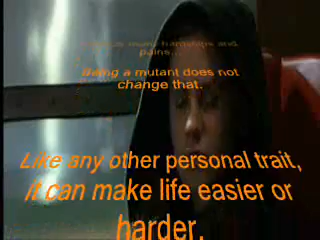 hardships and
pains...
Being a mutant does not
change that.
Like any other personal trait,
it can make life easier or
harder.